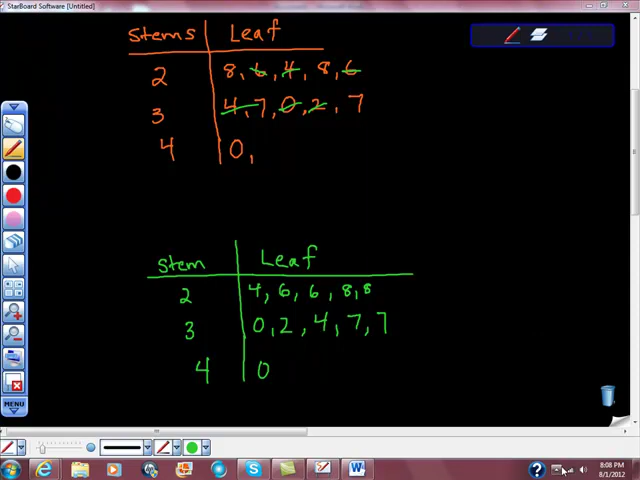 StarBoard Software
Stems Leaf
2 8, 6, 4, 8, 6
3 4, 7, 0, 2, 7
4 0,
Stem Leaf
2 4, 6, 6, 8, 8
3 0, 2, 4, 7, 7
4 0
MENU
8:08 PM
8/1/2012